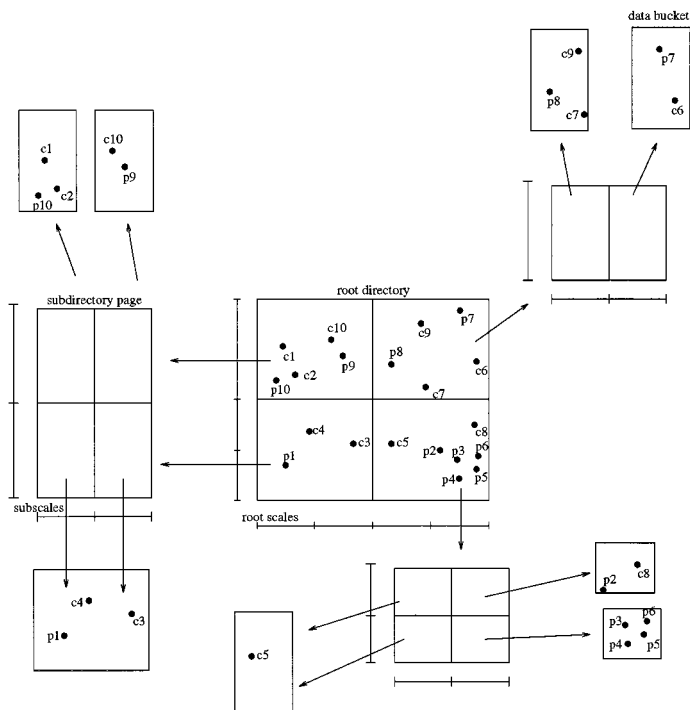 data bucket
c9
p8
c7
p7
c6
c1
p10
c2
c10
p9
subdirectory page
root directory
c1
c10
p9
p10
c2
c9
p7
p8
c6
c7
c4
p1
c3
c5
c8
p2
p3
p6
p4
p5
subscales
root scales
c4
c3
p1
c5
p2
c8
p3
p6
p4
p5